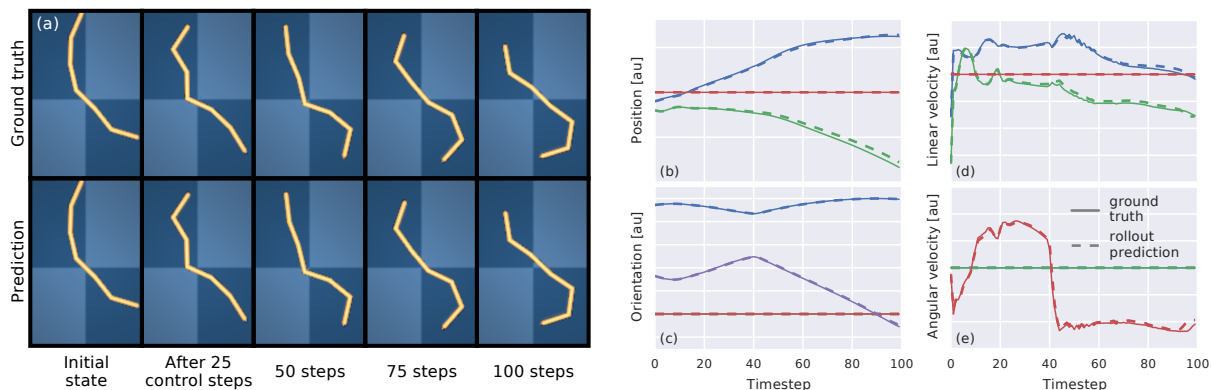 (a)
Ground truth
Prediction
Initial
state
After 25
control steps
50 steps
75 steps
100 steps
Position [au]
(b)
Orientation [au]
(c)
0 20 40 60 80 100
Timestep
Linear velocity [au]
(d)
Angular velocity [au]
ground
truth
rollout
prediction
(e)
0 20 40 60 80 100
Timestep